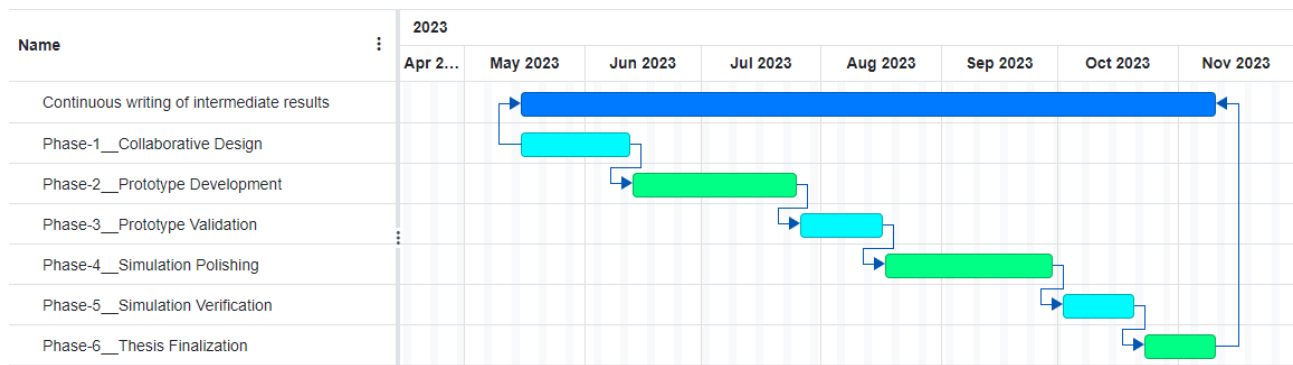 2023
Name
Apr 2... May 2023 Jun 2023 Jul 2023 Aug 2023 Sep 2023 Oct 2023 Nov 2023
Continuous writing of intermediate results
Phase-1__Collaborative Design
Phase-2__Prototype Development
Phase-3__Prototype Validation
Phase-4__Simulation Polishing
Phase-5__Simulation Verification
Phase-6__Thesis Finalization